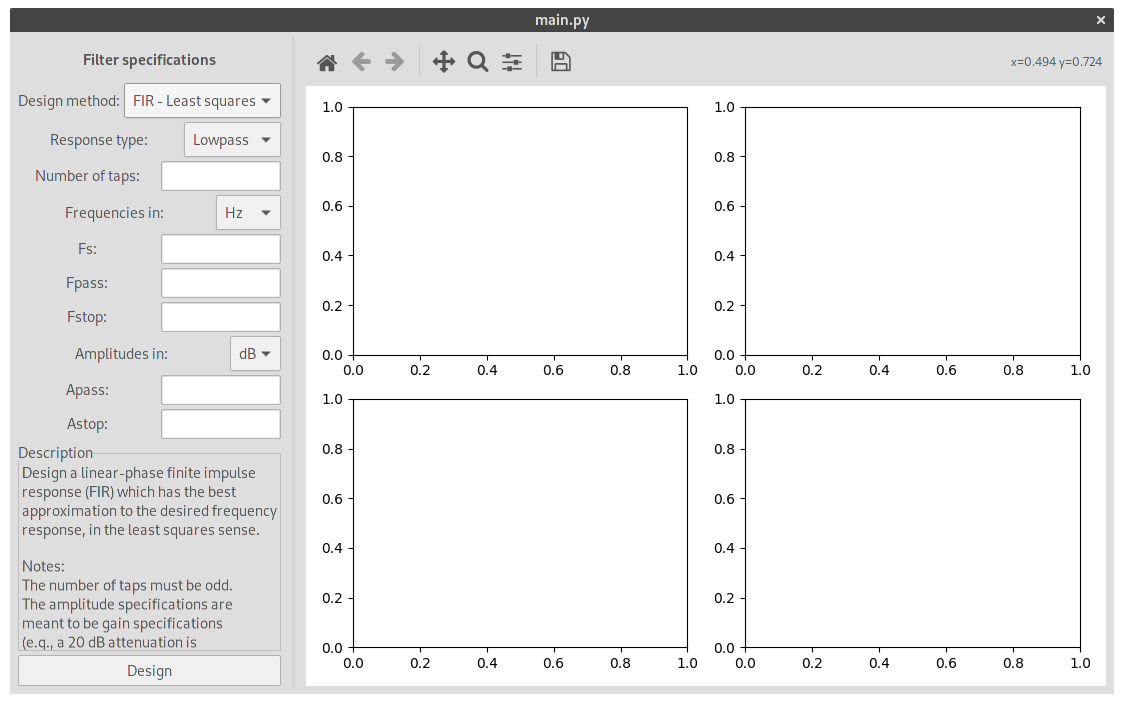 main.py
Filter specifications
x=0.494 y=0.724
Design method: FIR - Least squares
Response type: Lowpass
Number of taps:
Frequencies in: Hz
Fs:
Fpass:
Fstop:
Amplitudes in: dB
Apass:
Astop:
Description
Design a linear-phase finite impulse
response (FIR) which has the best
approximation to the desired frequency
response, in the least squares sense.
Notes:
The number of taps must be odd.
The amplitude specifications are
meant to be gain specifications
(e.g., a 20 dB attenuation is
Design
1.0
0.8
0.6
0.4
0.2
0.0
0.0 0.2 0.4 0.6 0.8 1.0
1.0
0.8
0.6
0.4
0.2
0.0
0.0 0.2 0.4 0.6 0.8 1.0
1.0
0.8
0.6
0.4
0.2
0.0
0.0 0.2 0.4 0.6 0.8 1.0
1.0
0.8
0.6
0.4
0.2
0.0
0.0 0.2 0.4 0.6 0.8 1.0